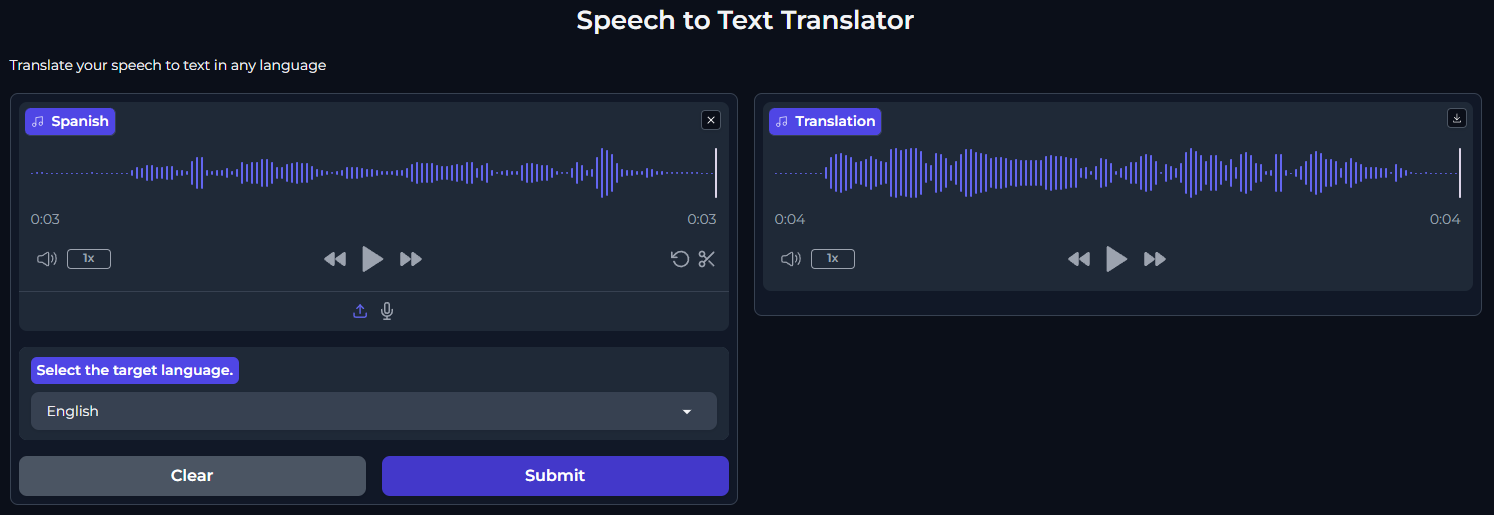 Speech to Text Translator
Translate your speech to text in any language
Spanish
0:03
0:03
1x
Select the target language.
English
Clear
Submit
Translation
0:04
0:04
1x